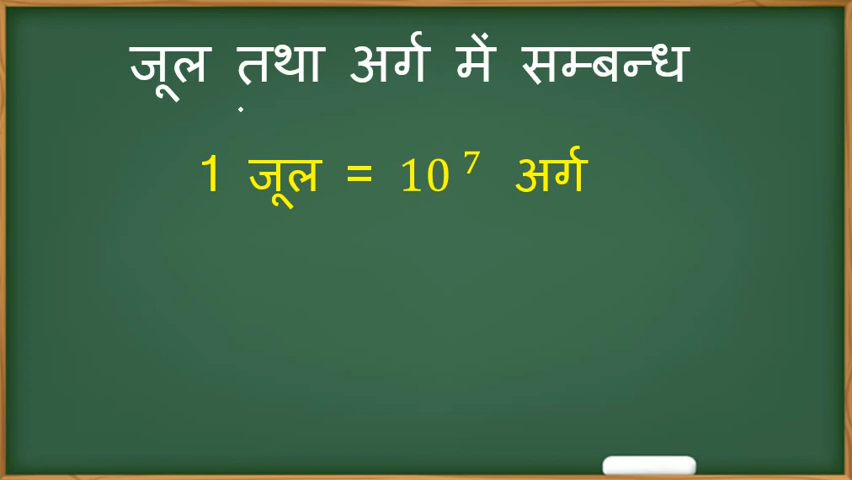 जूल तथा अर्ग में सम्बन्ध
1 जूल = 10⁷ अर्ग